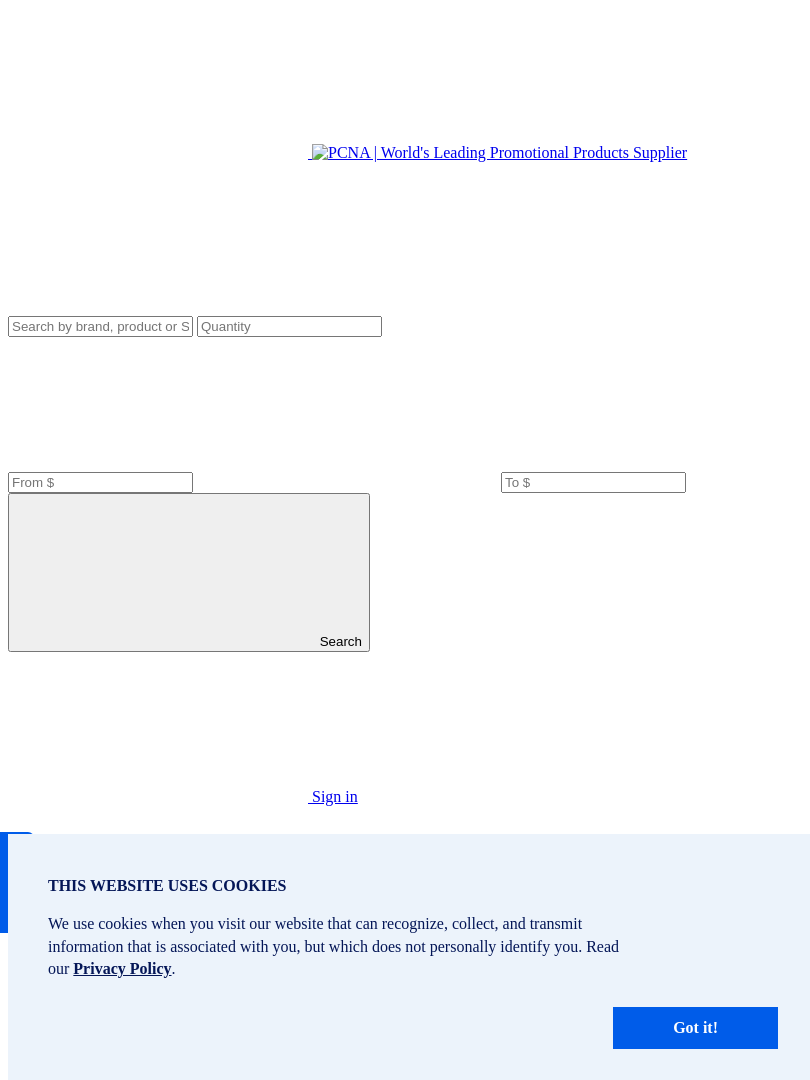 PCNA | World's Leading Promotional Products Supplier
Search by brand, product or S
Quantity
From $
To $
Search
Sign in
THIS WEBSITE USES COOKIES
We use cookies when you visit our website that can recognize, collect, and transmit
information that is associated with you, but which does not personally identify you. Read
our Privacy Policy.
Got it!